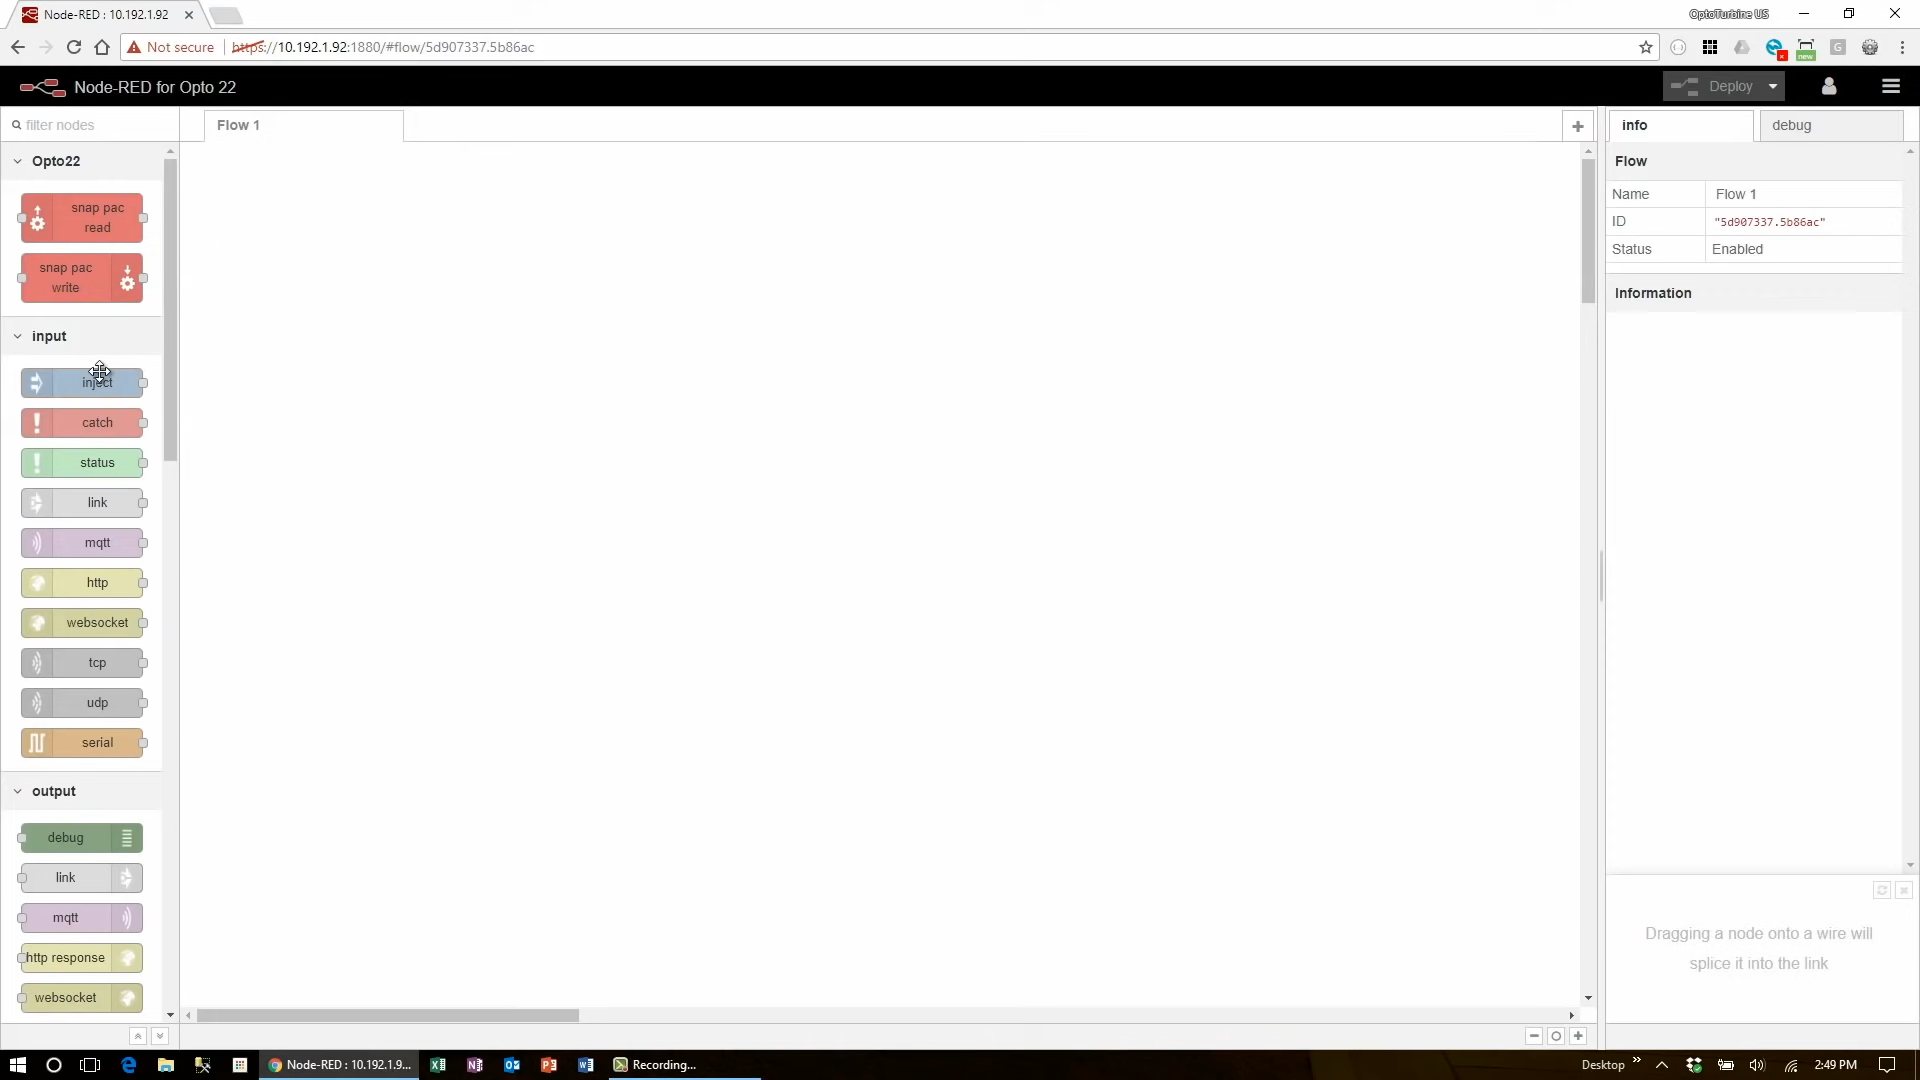 Node-RED : 10.192.1.92
OptoTurbine US
Not secure
https://10.192.1.92:1880/#flow/5d907337.5b86ac
new
G
Node-RED for Opto 22
Deploy
filter nodes
Flow 1
info
debug
Opto22
snap pac
read
snap pac
write
input
inject
catch
status
link
mqtt
http
websocket
tcp
udp
serial
output
debug
link
mqtt
http response
websocket
Flow
Name
Flow 1
ID
"5d907337.5b86ac"
Status
Enabled
Information
Dragging a node onto a wire will
splice it into the link
Node-RED : 10.192.1.9...
Recording...
Desktop
2:49 PM